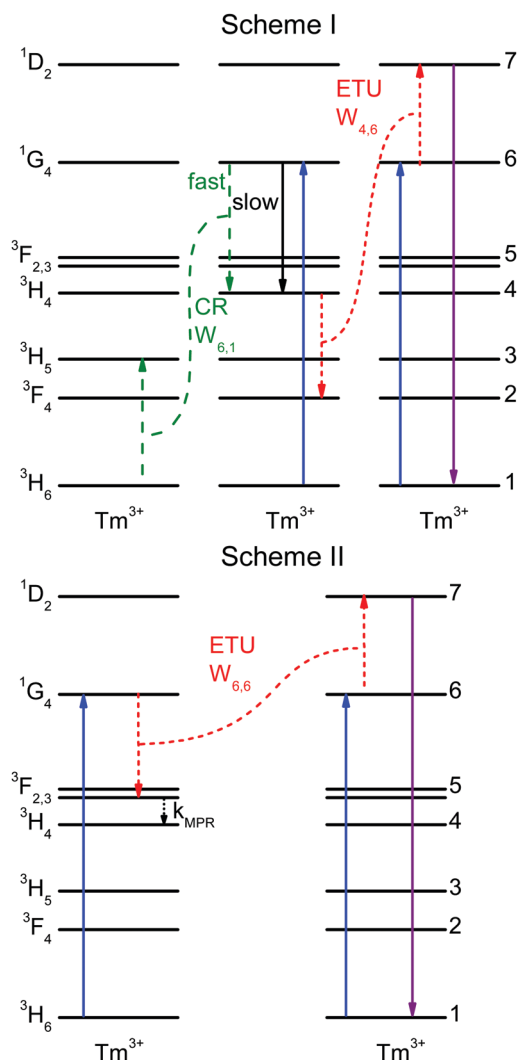 Scheme I
¹D₂ 7
ETU
W₄,₆
¹G₄ 6
fast
slow
³F₂,₃ 5
³H₄ 4
CR
W₆,₁
³H₅ 3
³F₄ 2
³H₆ 1
Tm³⁺ Tm³⁺ Tm³⁺
Scheme II
¹D₂ 7
ETU
W₆,₆
¹G₄ 6
³F₂,₃ 5
k_MPR
³H₄ 4
³H₅ 3
³F₄ 2
³H₆ 1
Tm³⁺ Tm³⁺